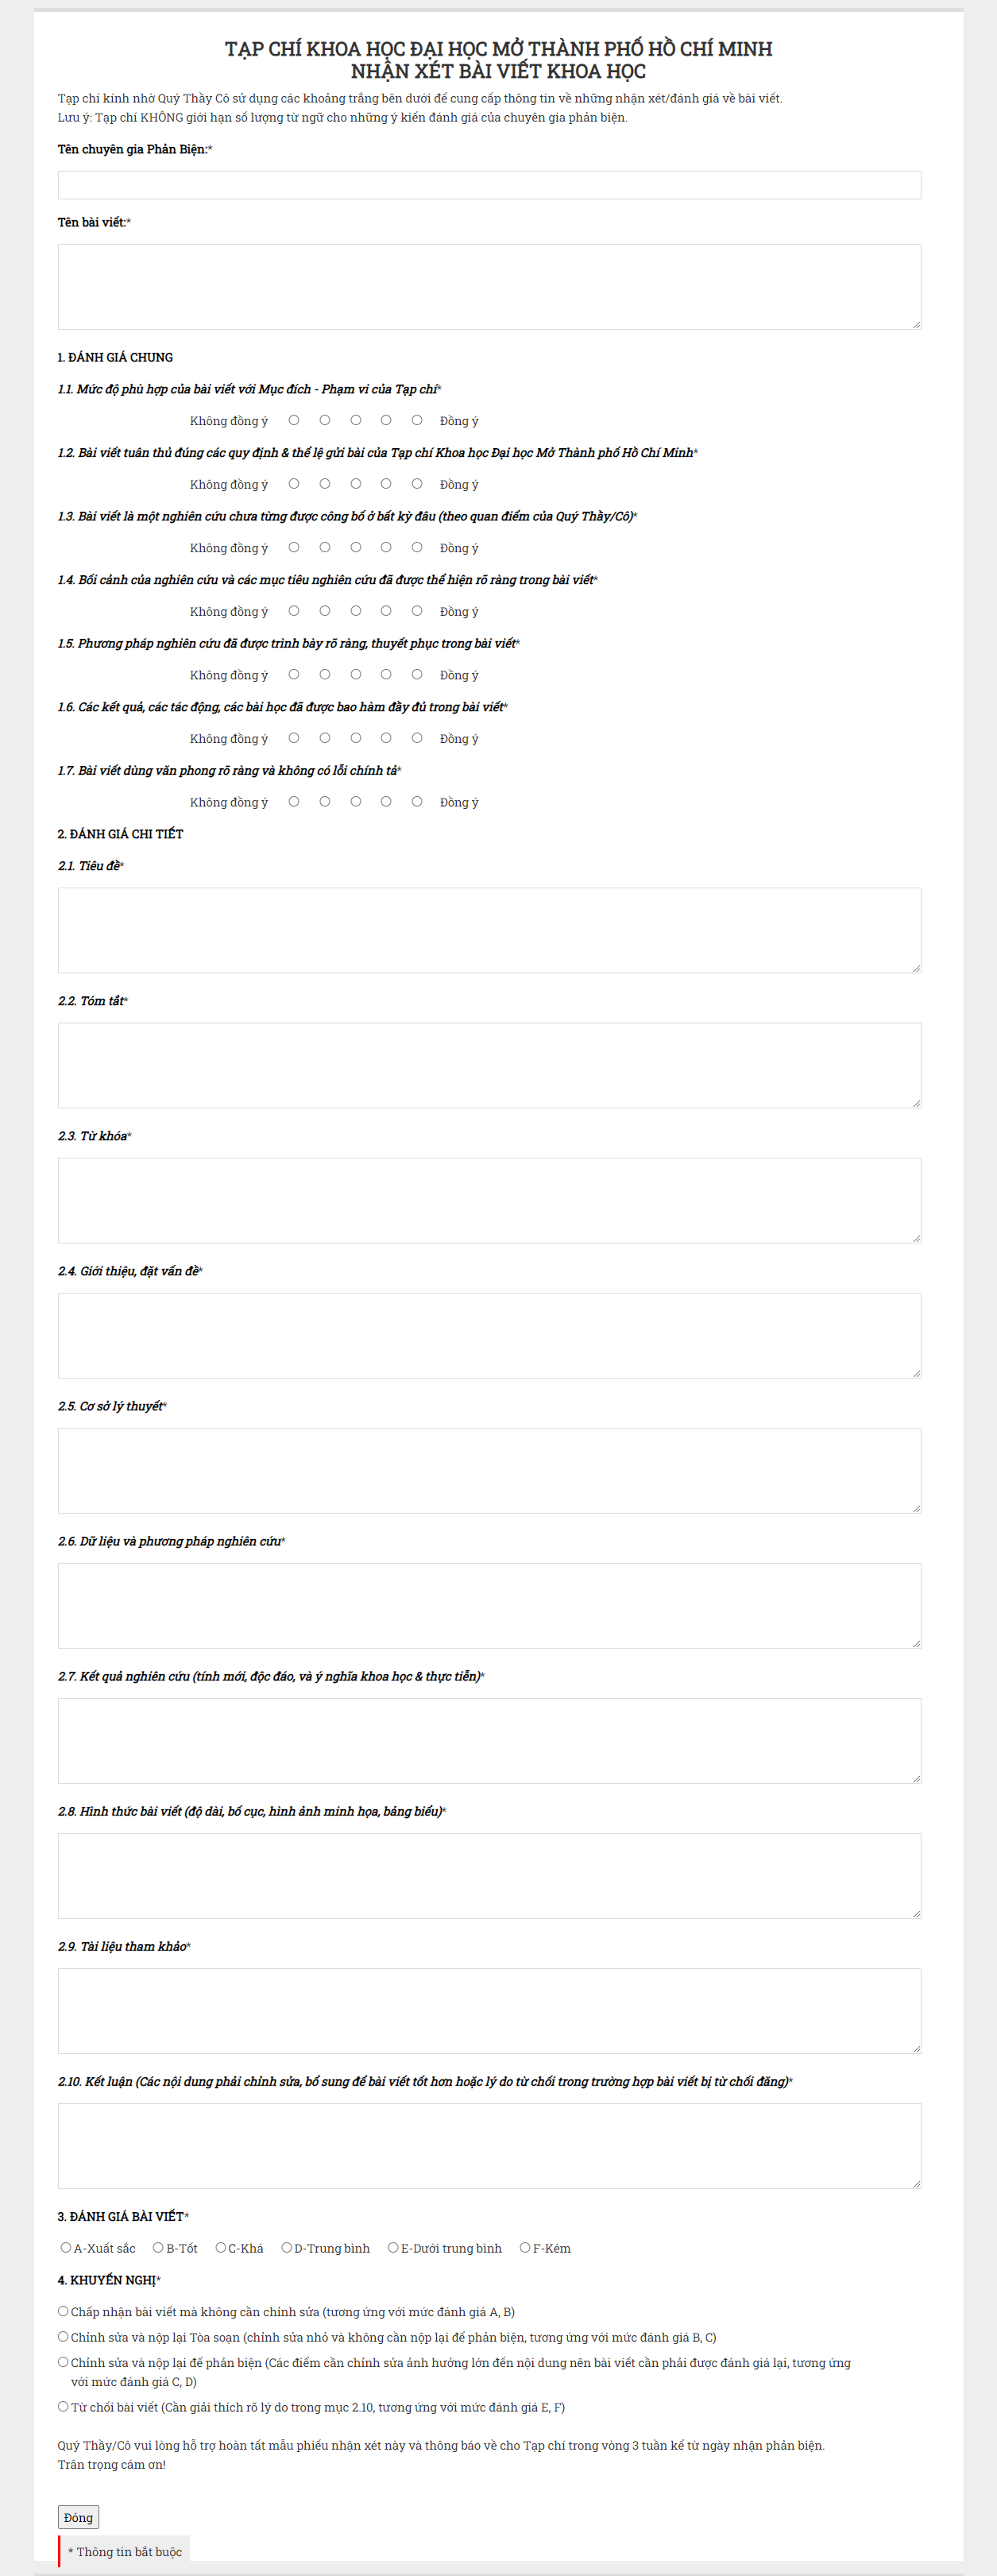 TẠP CHÍ KHOA HỌC ĐẠI HỌC MỞ THÀNH PHỐ HỒ CHÍ MINH
NHẬN XÉT BÀI VIẾT KHOA HỌC
Tạp chí kính nhờ Quý Thầy Cô sử dụng các khoảng trắng bên dưới để cung cấp thông tin về những nhận xét/đánh giá về bài viết.
Lưu ý: Tạp chí KHÔNG giới hạn số lượng từ ngữ cho những ý kiến đánh giá của chuyên gia phản biện.
Tên chuyên gia Phản Biện:*
Tên bài viết:*
1. ĐÁNH GIÁ CHUNG
1.1. Mức độ phù hợp của bài viết với Mục đích - Phạm vi của Tạp chí*
Không đồng ý Đồng ý
1.2. Bài viết tuân thủ đúng các quy định & thể lệ gửi bài của Tạp chí Khoa học Đại học Mở Thành phố Hồ Chí Minh*
Không đồng ý Đồng ý
1.3. Bài viết là một nghiên cứu chưa từng được công bố ở bất kỳ đâu (theo quan điểm của Quý Thầy/Cô)*
Không đồng ý Đồng ý
1.4. Bối cảnh của nghiên cứu và các mục tiêu nghiên cứu đã được thể hiện rõ ràng trong bài viết*
Không đồng ý Đồng ý
1.5. Phương pháp nghiên cứu đã được trình bày rõ ràng, thuyết phục trong bài viết*
Không đồng ý Đồng ý
1.6. Các kết quả, các tác động, các bài học đã được bao hàm đầy đủ trong bài viết*
Không đồng ý Đồng ý
1.7. Bài viết dùng văn phong rõ ràng và không có lỗi chính tả*
Không đồng ý Đồng ý
2. ĐÁNH GIÁ CHI TIẾT
2.1. Tiêu đề*
2.2. Tóm tắt*
2.3. Từ khóa*
2.4. Giới thiệu, đặt vấn đề*
2.5. Cơ sở lý thuyết*
2.6. Dữ liệu và phương pháp nghiên cứu*
2.7. Kết quả nghiên cứu (tính mới, độc đáo, và ý nghĩa khoa học & thực tiễn)*
2.8. Hình thức bài viết (độ dài, bố cục, hình ảnh minh họa, bảng biểu)*
2.9. Tài liệu tham khảo*
2.10. Kết luận (Các nội dung phải chỉnh sửa, bổ sung để bài viết tốt hơn hoặc lý do từ chối trong trường hợp bài viết bị từ chối đăng)*
3. ĐÁNH GIÁ BÀI VIẾT*
A-Xuất sắc B-Tốt C-Khá D-Trung bình E-Dưới trung bình F-Kém
4. KHUYẾN NGHỊ*
Chấp nhận bài viết mà không cần chỉnh sửa (tương ứng với mức đánh giá A, B)
Chỉnh sửa và nộp lại Tòa soạn (chỉnh sửa nhỏ và không cần nộp lại để phản biện, tương ứng với mức đánh giá B, C)
Chỉnh sửa và nộp lại để phản biện (Các điểm cần chỉnh sửa ảnh hưởng lớn đến nội dung nên bài viết cần phải được đánh giá lại, tương ứng
với mức đánh giá C, D)
Từ chối bài viết (Cần giải thích rõ lý do trong mục 2.10, tương ứng với mức đánh giá E, F)
Quý Thầy/Cô vui lòng hỗ trợ hoàn tất mẫu phiếu nhận xét này và thông báo về cho Tạp chí trong vòng 3 tuần kể từ ngày nhận phản biện.
Trân trọng cám ơn!
Đóng
* Thông tin bắt buộc